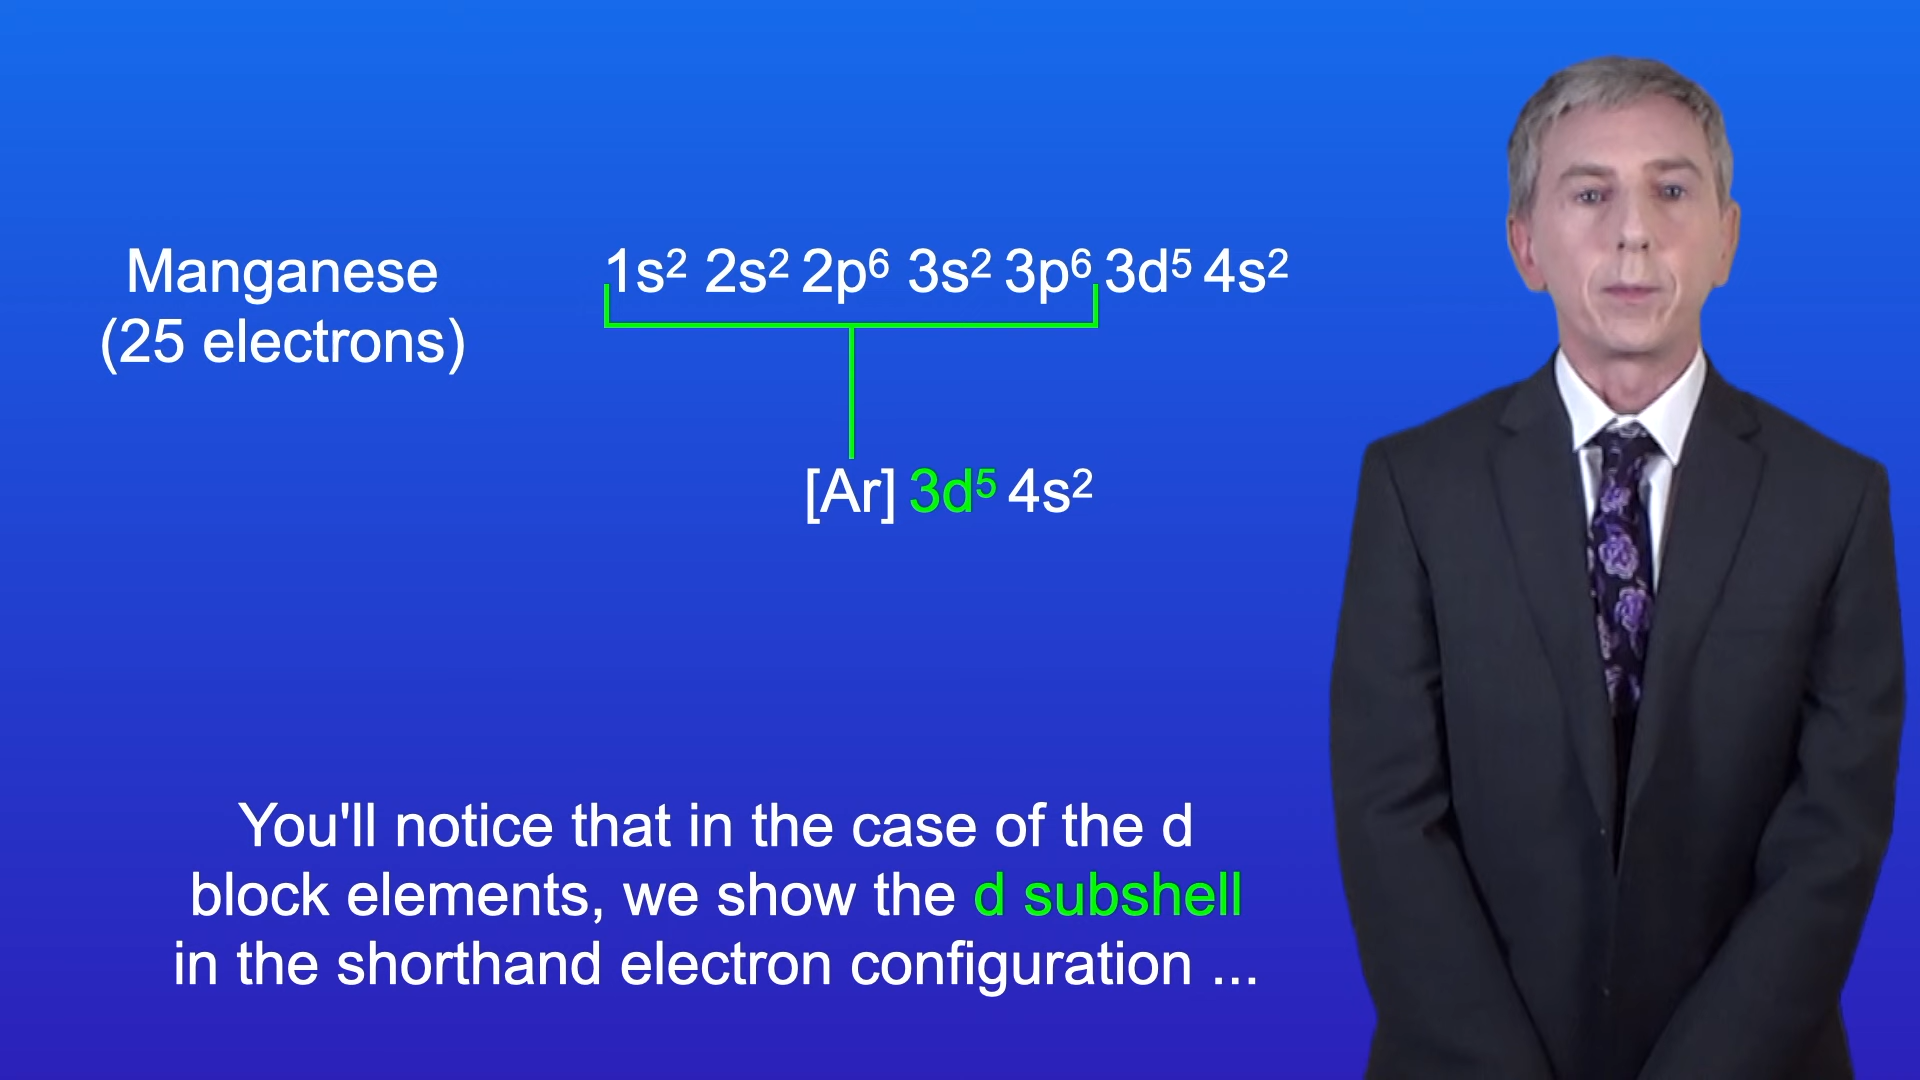 Manganese
(25 electrons)
1s² 2s² 2p⁶ 3s² 3p⁶ 3d⁵ 4s²
[Ar] 3d⁵ 4s²
You'll notice that in the case of the d
block elements, we show the d subshell
in the shorthand electron configuration ...